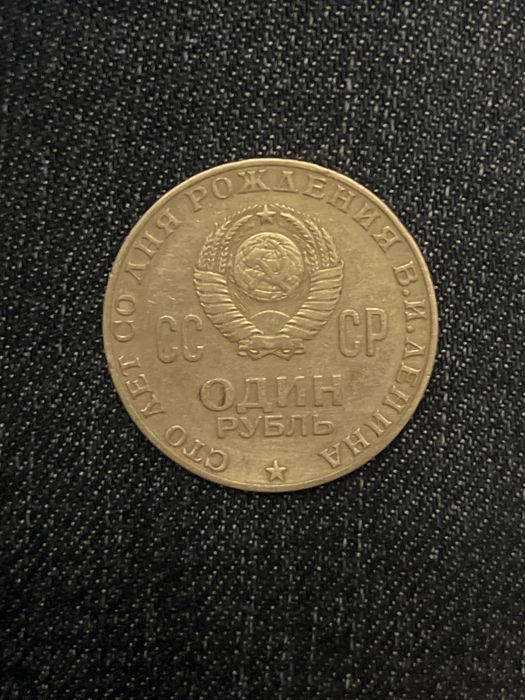 СТО ЛЕТ СО ДНЯ РОЖДЕНИЯ В.И.ЛЕНИНА
СС СР
ОДИН
РУБЛЬ